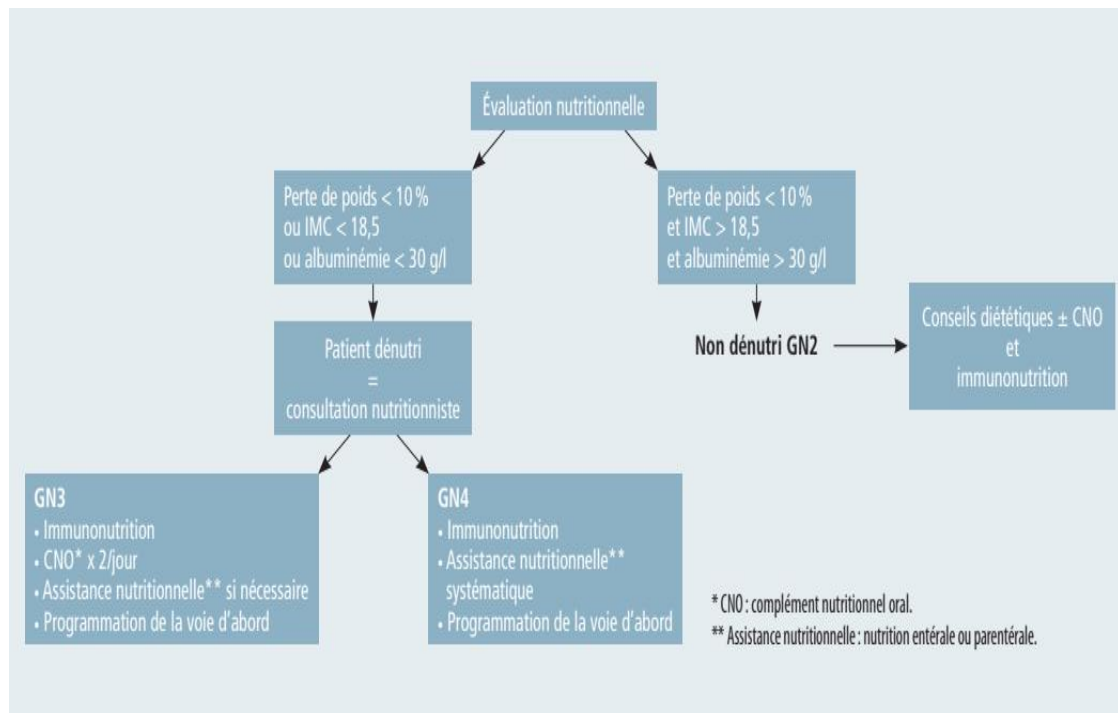 Évaluation nutritionnelle
Perte de poids < 10 %
ou IMC < 18,5
ou albuminémie < 30 g/l
Perte de poids < 10 %
et IMC > 18,5
et albuminémie > 30 g/l
Patient dénutri
=
consultation nutritionniste
Non dénutri GN2
Conseils diététiques ± CNO
et
immunonutrition
GN3
• Immunonutrition
• CNO* x 2/jour
• Assistance nutritionnelle** si nécessaire
• Programmation de la voie d'abord
GN4
• Immunonutrition
• Assistance nutritionnelle**
systématique
• Programmation de la voie d'abord
* CNO : complément nutritionnel oral.
** Assistance nutritionnelle : nutrition entérale ou parentérale.